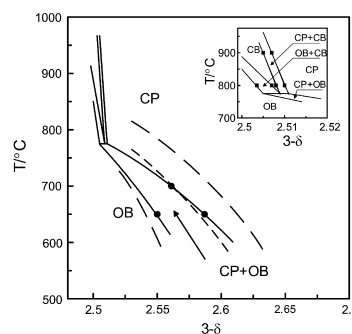 1000
900
800
700
600
500
T/°C
2.5
2.55
2.6
2.65
2.
3-δ
CP
OB
CP+OB
900
800
700
T/°C
2.5
2.51
2.52
3-δ
CB
CP+CB
OB+CB
CP
CP+OB
OB